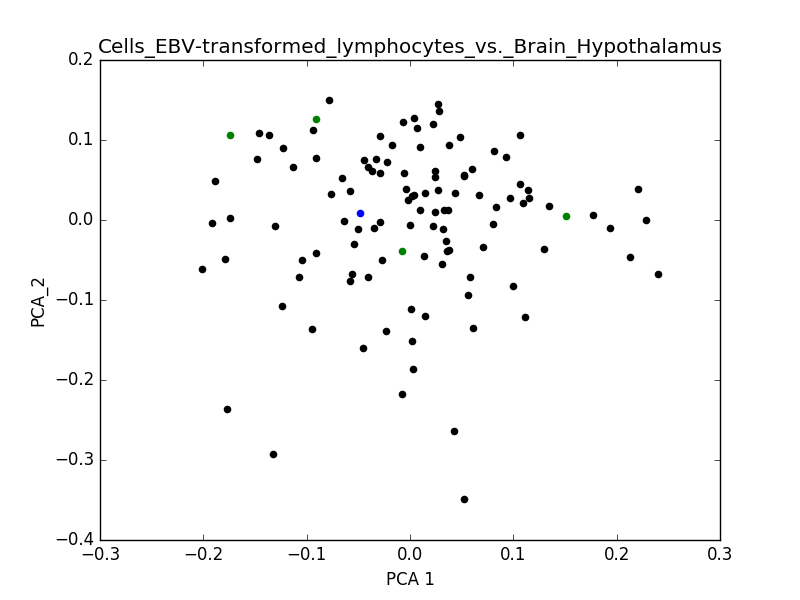 Cells_EBV-transformed_lymphocytes_vs._Brain_Hypothalamus
0.2
0.1
0.0
−0.1
−0.2
−0.3
−0.4
PCA_2
−0.3 −0.2 −0.1 0.0 0.1 0.2 0.3
PCA 1